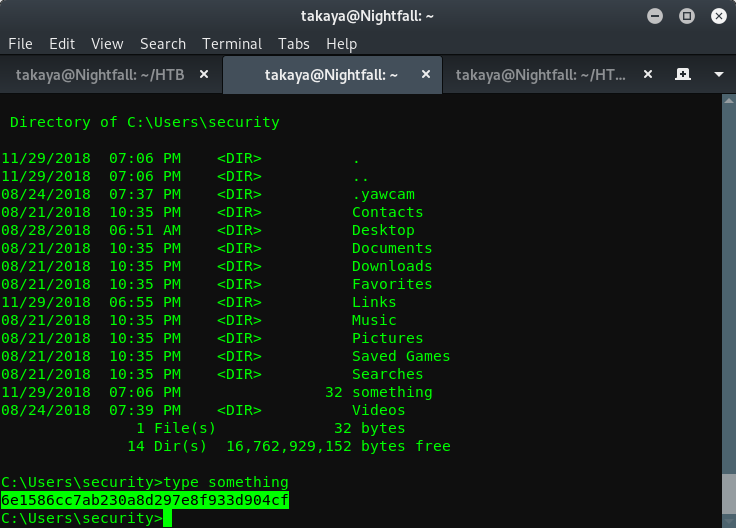 takaya@Nightfall: ~
File Edit View Search Terminal Tabs Help
takaya@Nightfall: ~/HTB × takaya@Nightfall: ~ × takaya@Nightfall: ~/HT... ×
Directory of C:\Users\security
11/29/2018  07:06 PM    <DIR>          .
11/29/2018  07:06 PM    <DIR>          ..
08/24/2018  07:37 PM    <DIR>          .yawcam
08/21/2018  10:35 PM    <DIR>          Contacts
08/28/2018  06:51 AM    <DIR>          Desktop
08/21/2018  10:35 PM    <DIR>          Documents
08/21/2018  10:35 PM    <DIR>          Downloads
08/21/2018  10:35 PM    <DIR>          Favorites
11/29/2018  06:55 PM    <DIR>          Links
08/21/2018  10:35 PM    <DIR>          Music
08/21/2018  10:35 PM    <DIR>          Pictures
08/21/2018  10:35 PM    <DIR>          Saved Games
08/21/2018  10:35 PM    <DIR>          Searches
11/29/2018  07:06 PM                32 something
08/24/2018  07:39 PM    <DIR>          Videos
1 File(s)             32 bytes
14 Dir(s)  16,762,929,152 bytes free
C:\Users\security>type something
6e1586cc7ab230a8d297e8f933d904cf
C:\Users\security>